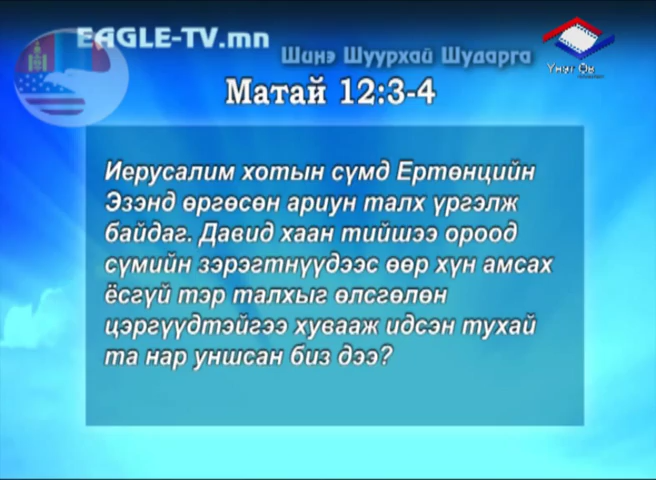 EAGLE-TV.mn
Шинэ Шуурхай Шударга
Матай 12:3-4
Иерусалим хотын сүмд Ертөнцийн
Эзэнд өргөсөн ариун талх үргэлж
байдаг. Давид хаан тийшээ ороод
сүмийн зэрэгтнүүдээс өөр хүн амсах
ёсгүй тэр талхыг өлсгөлөн
цэргүүдтэйгээ хувааж идсэн тухай
та нар уншсан биз дээ?